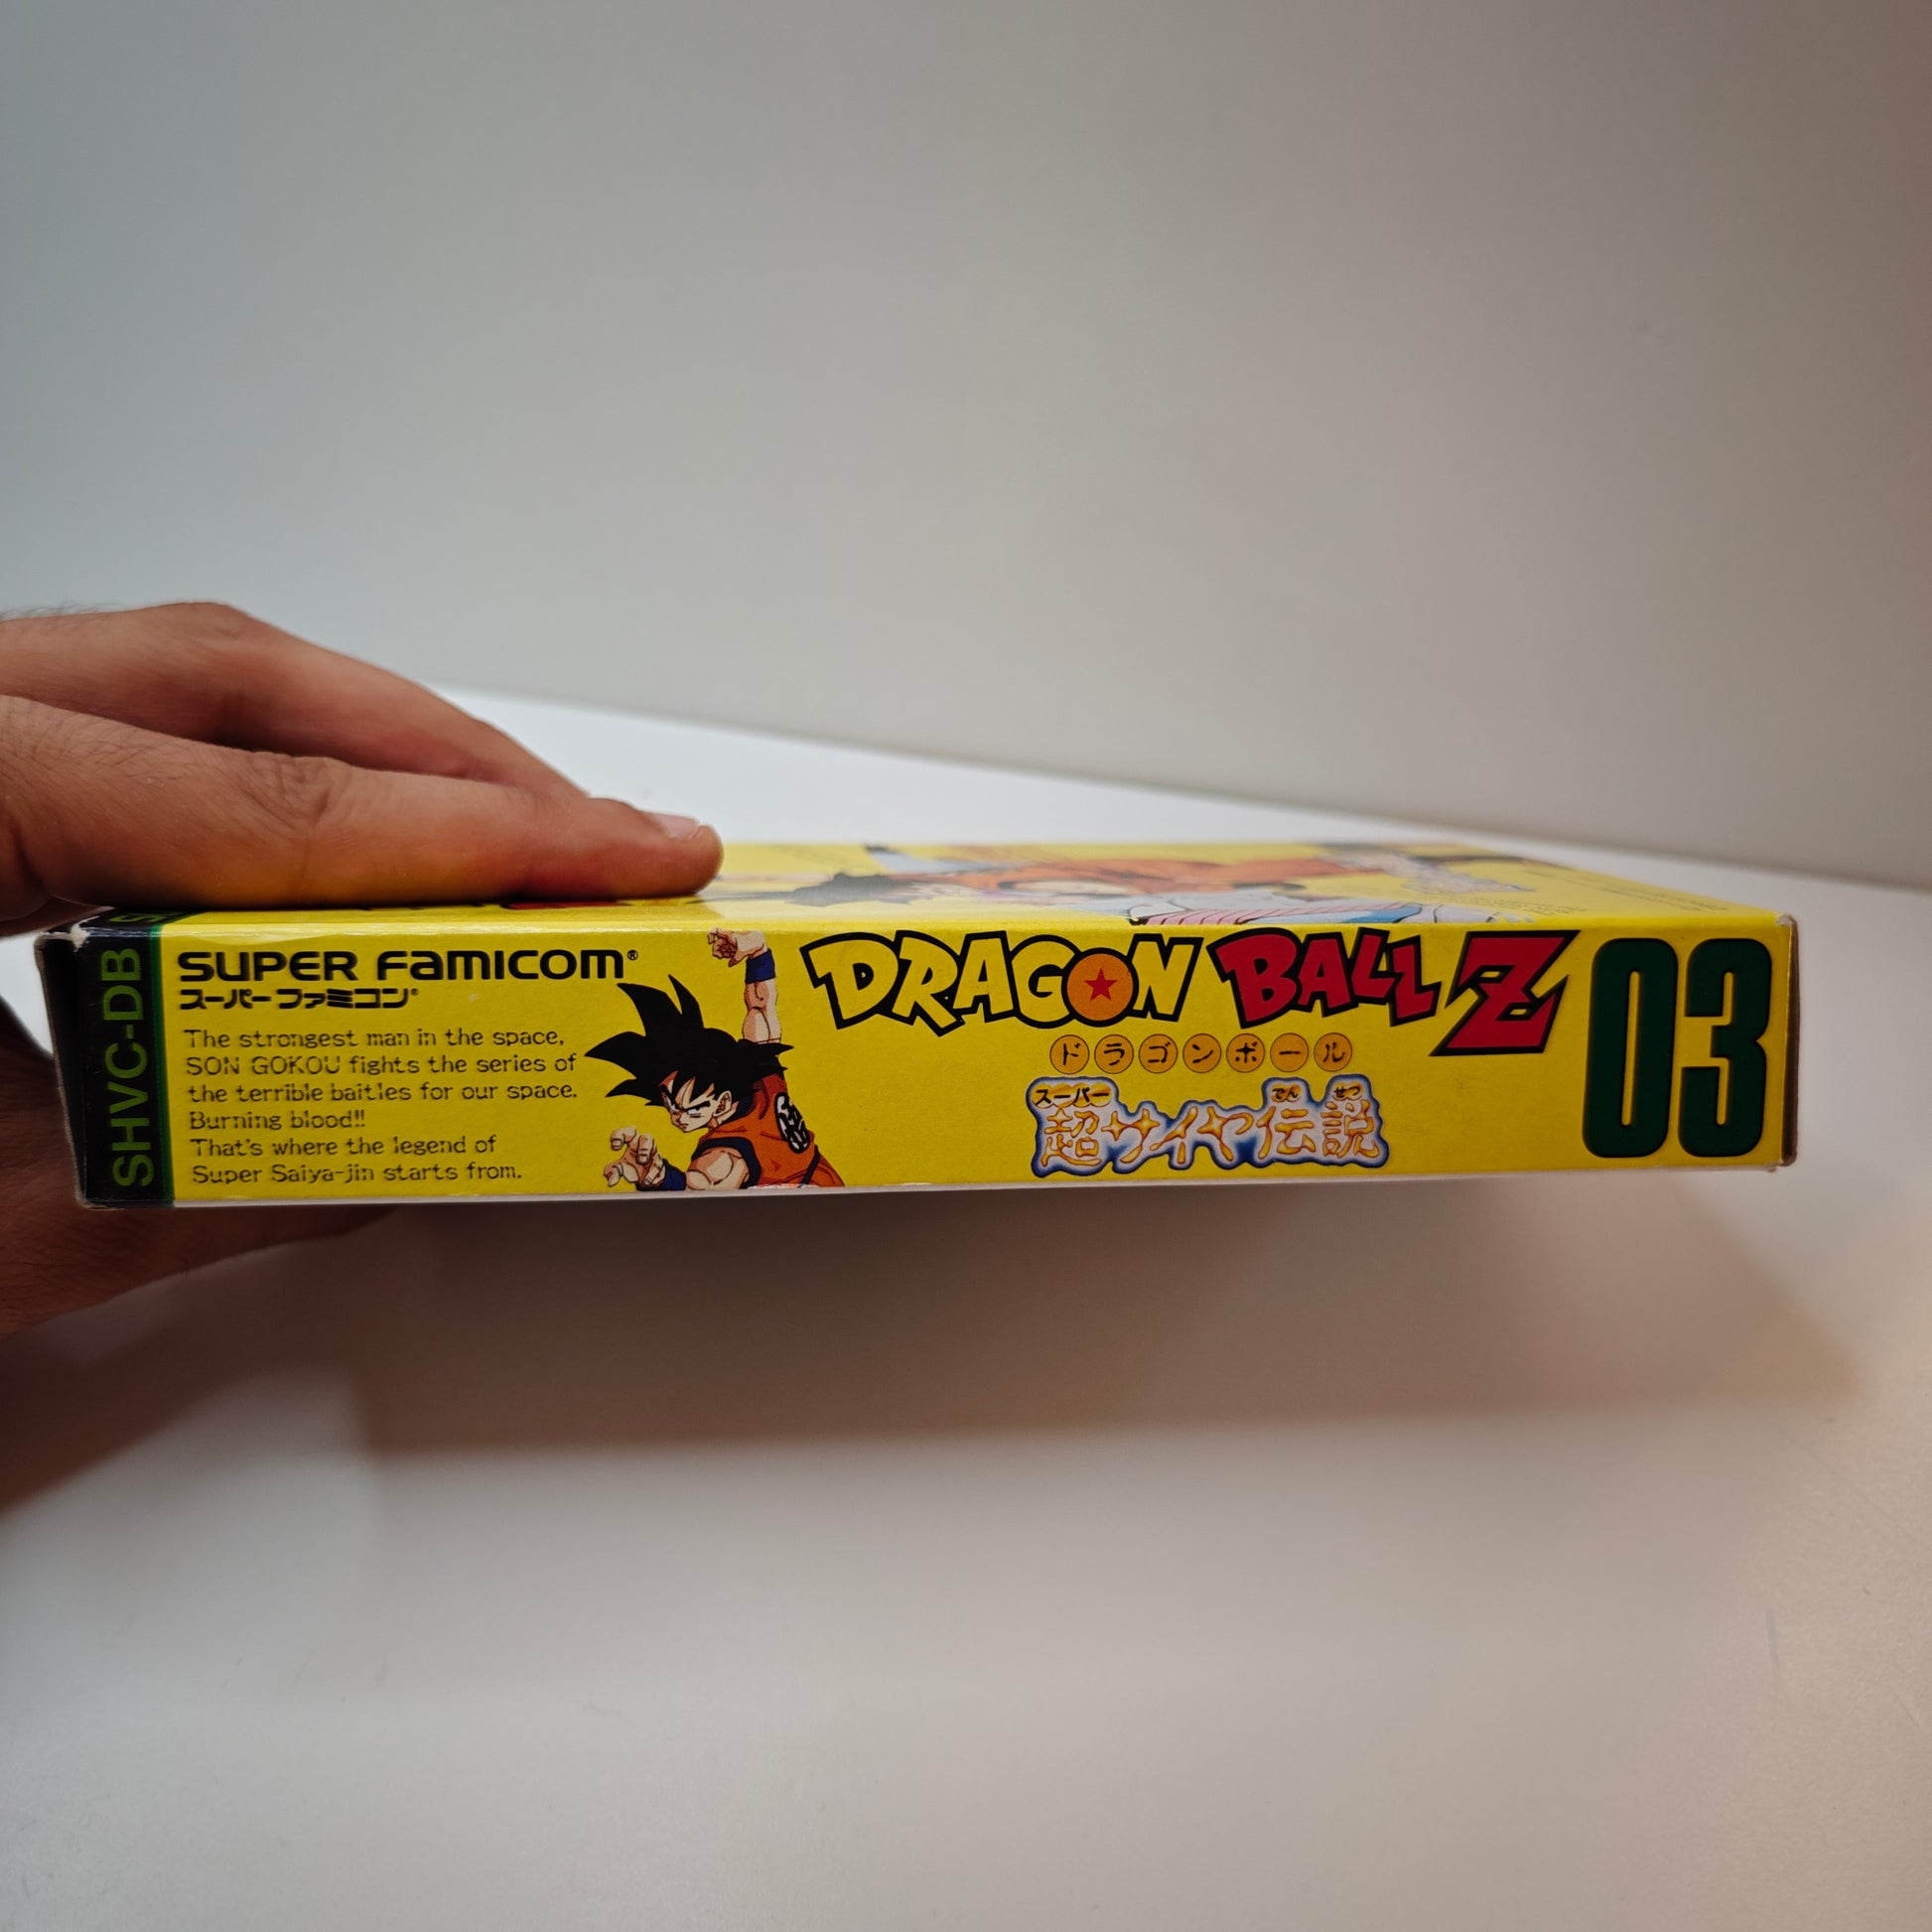 SHVC-DB
SUPER FAMICOM®
スーパーファミコン®
The strongest man in the space,
SON GOKOU fights the series of
the terrible baitles for our space.
Burning blood!!
That's where the legend of
Super Saiya-jin starts from.
DRAGON BALL Z
ドラゴンボール
スーパー でん せつ
超サイヤ伝説
03